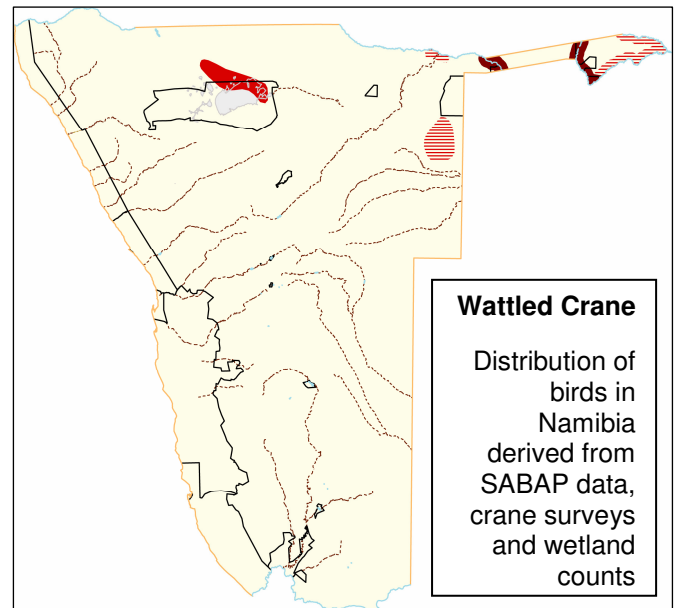 Wattled Crane
Distribution of
birds in
Namibia
derived from
SABAP data,
crane surveys
and wetland
counts